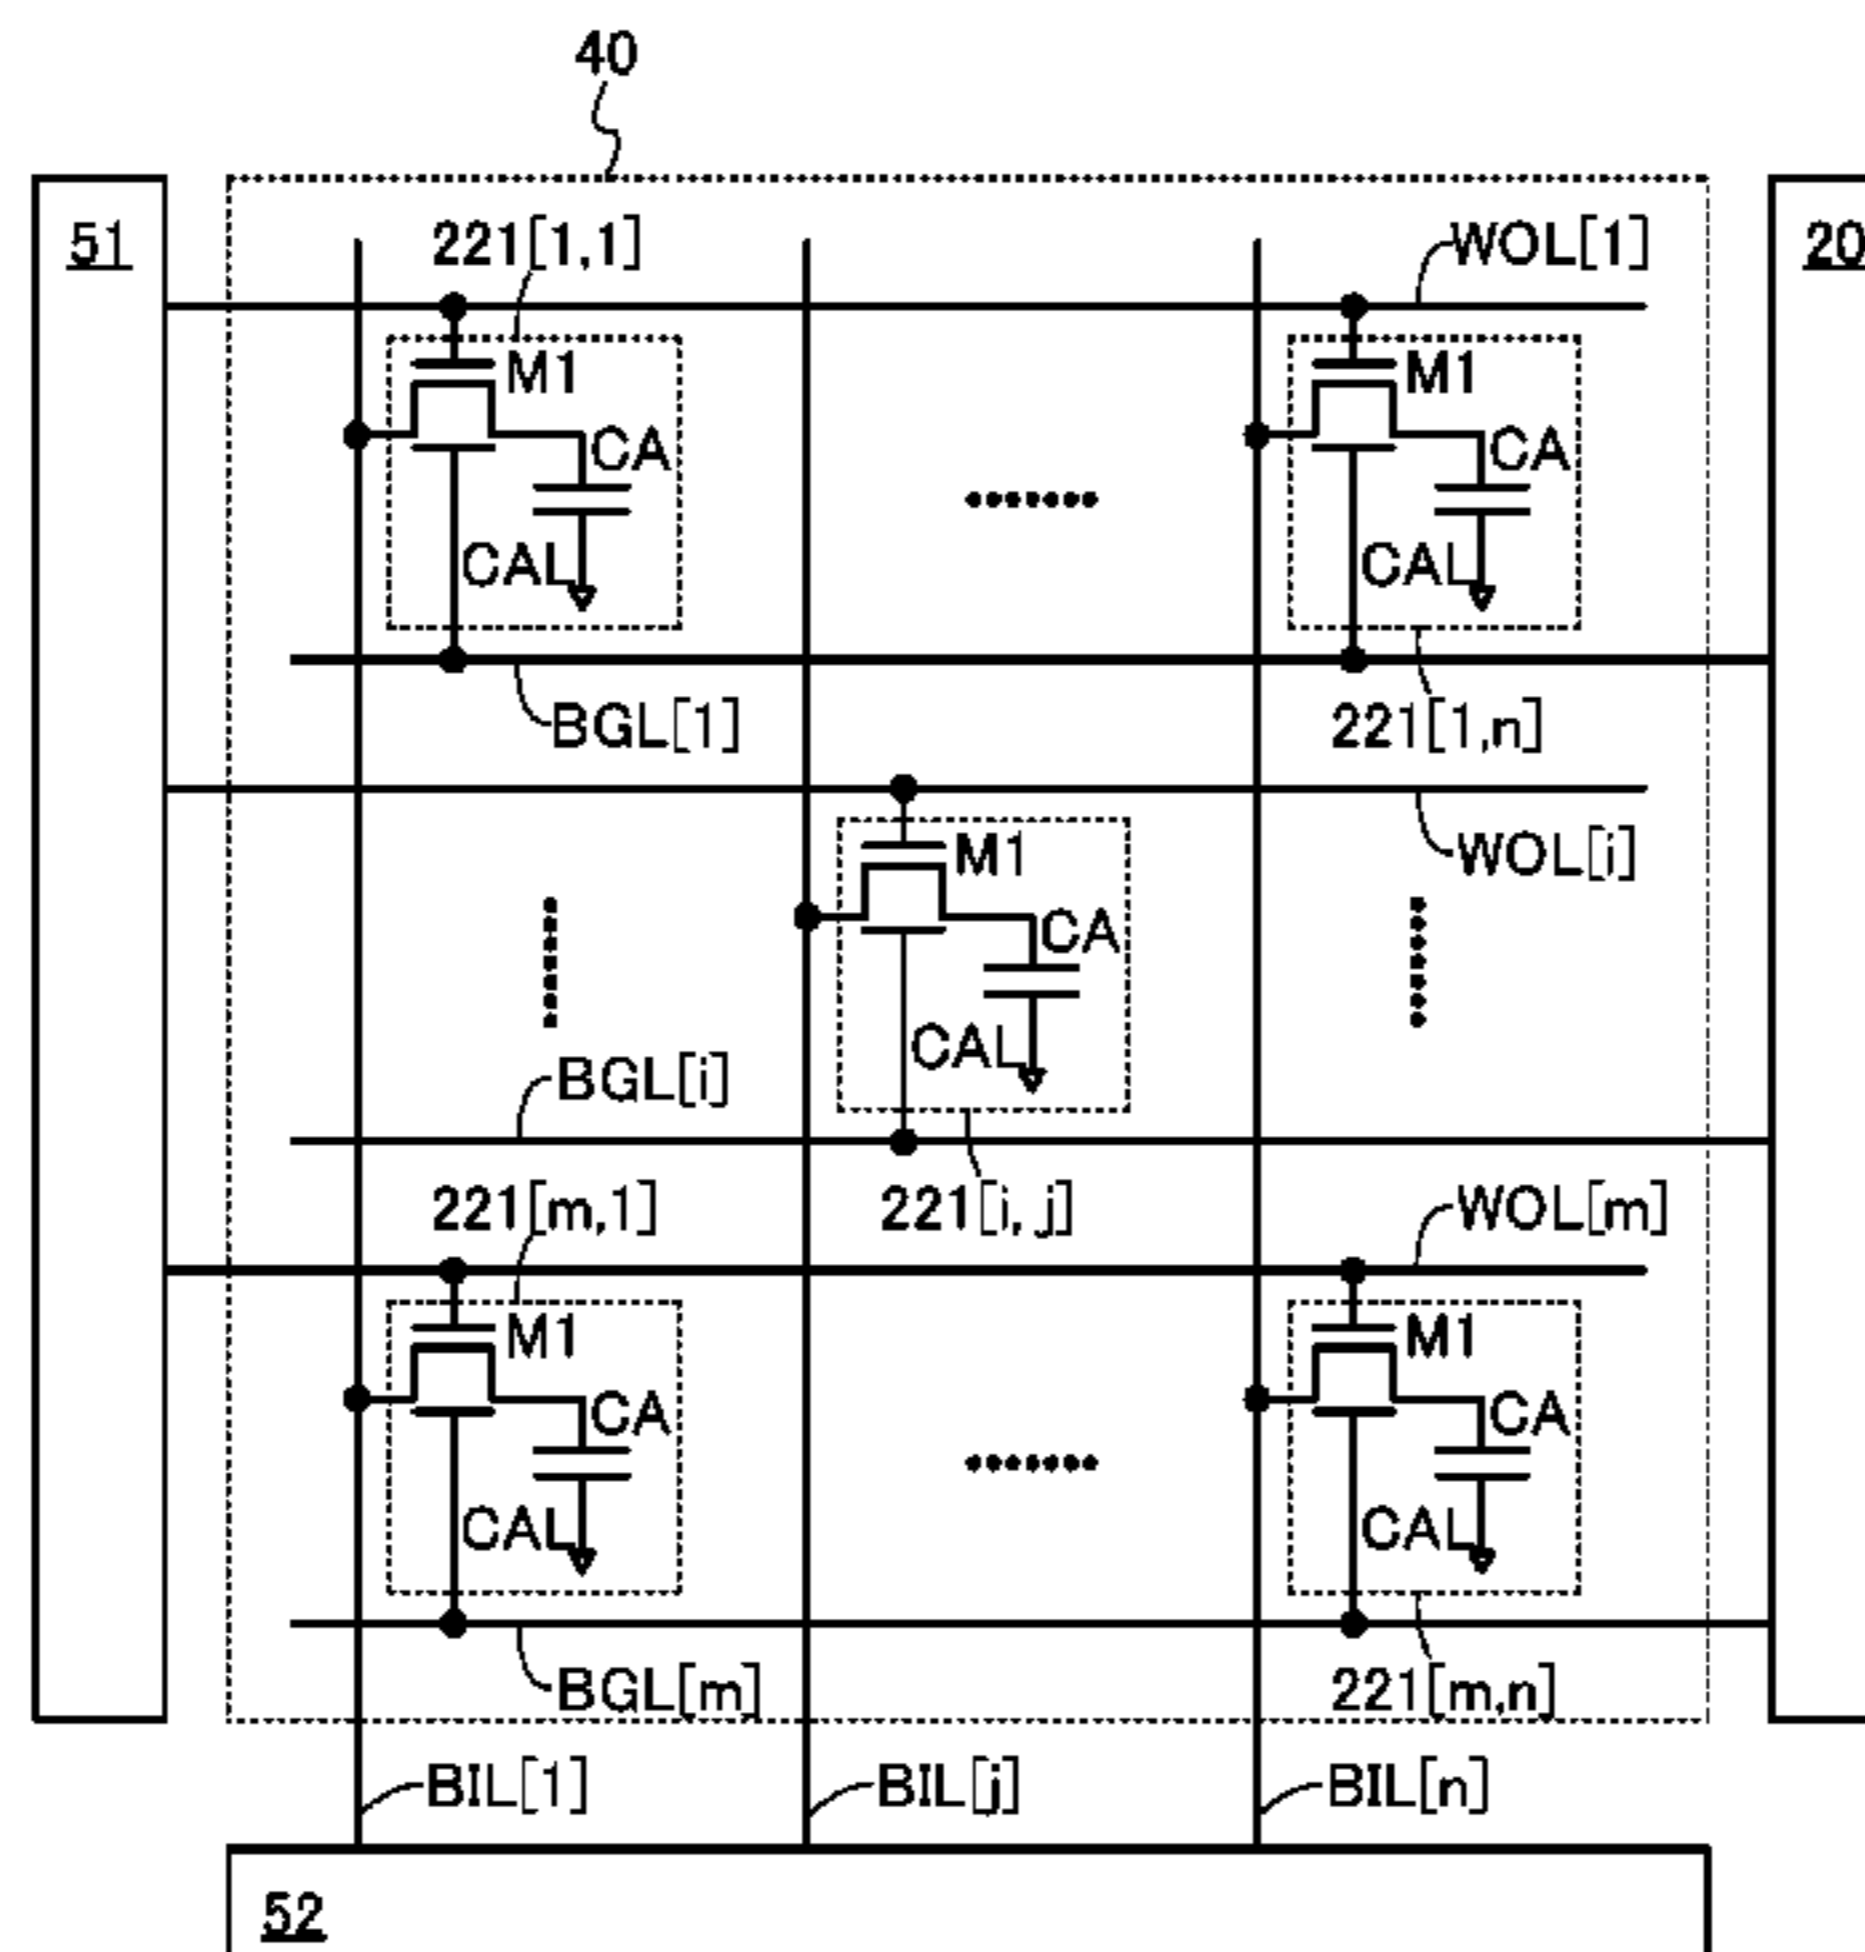 40
51
221[1,1]
WOL[1]
20
M1
M1
CA
CA
CAL
CAL
BGL[1]
221[1,n]
M1
WOL[i]
CA
CAL
BGL[i]
221[m,1]
221[i,j]
WOL[m]
M1
M1
CA
CA
CAL
CAL
BGL[m]
221[m,n]
BIL[1]
BIL[j]
BIL[n]
52